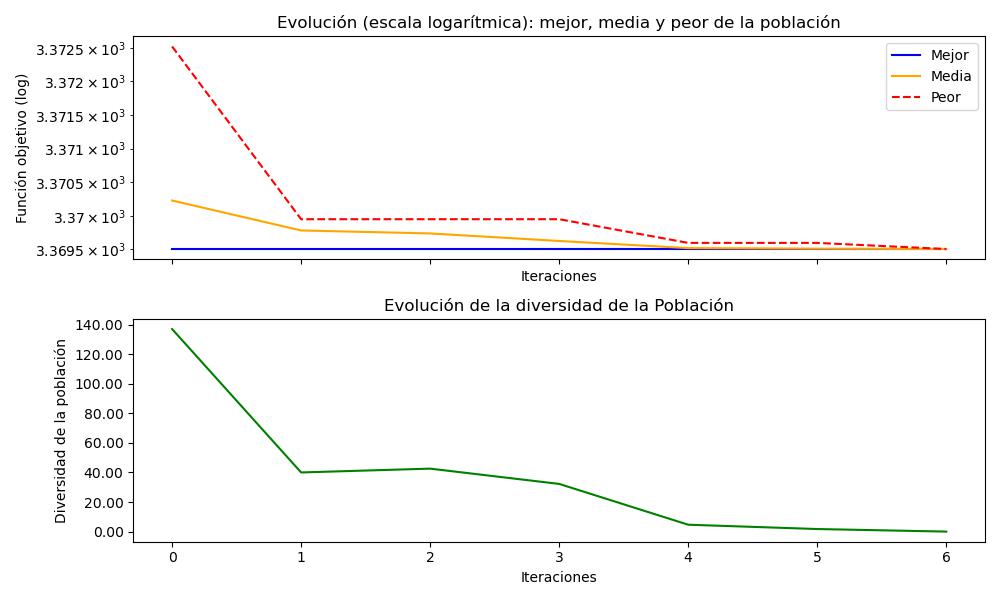 Evolución (escala logarítmica): mejor, media y peor de la población
Función objetivo (log)
3.3725 × 10³
3.372 × 10³
3.3715 × 10³
3.371 × 10³
3.3705 × 10³
3.37 × 10³
3.3695 × 10³
Mejor
Media
Peor
Iteraciones
Evolución de la diversidad de la Población
Diversidad de la población
140.00
120.00
100.00
80.00
60.00
40.00
20.00
0.00
0 1 2 3 4 5 6
Iteraciones